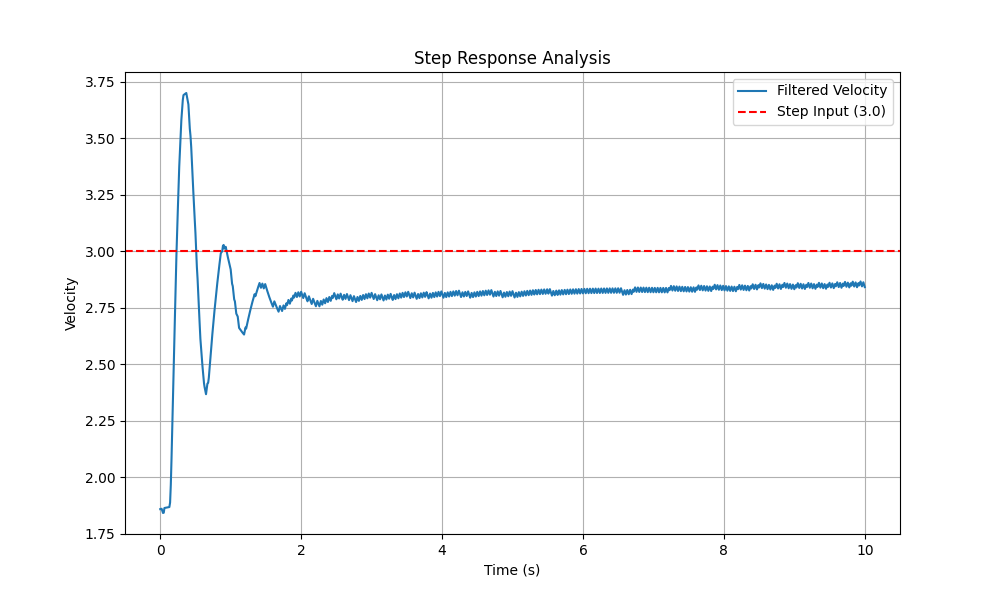 Step Response Analysis
Filtered Velocity
Step Input (3.0)
Velocity
3.75
3.50
3.25
3.00
2.75
2.50
2.25
2.00
1.75
0 2 4 6 8 10
Time (s)